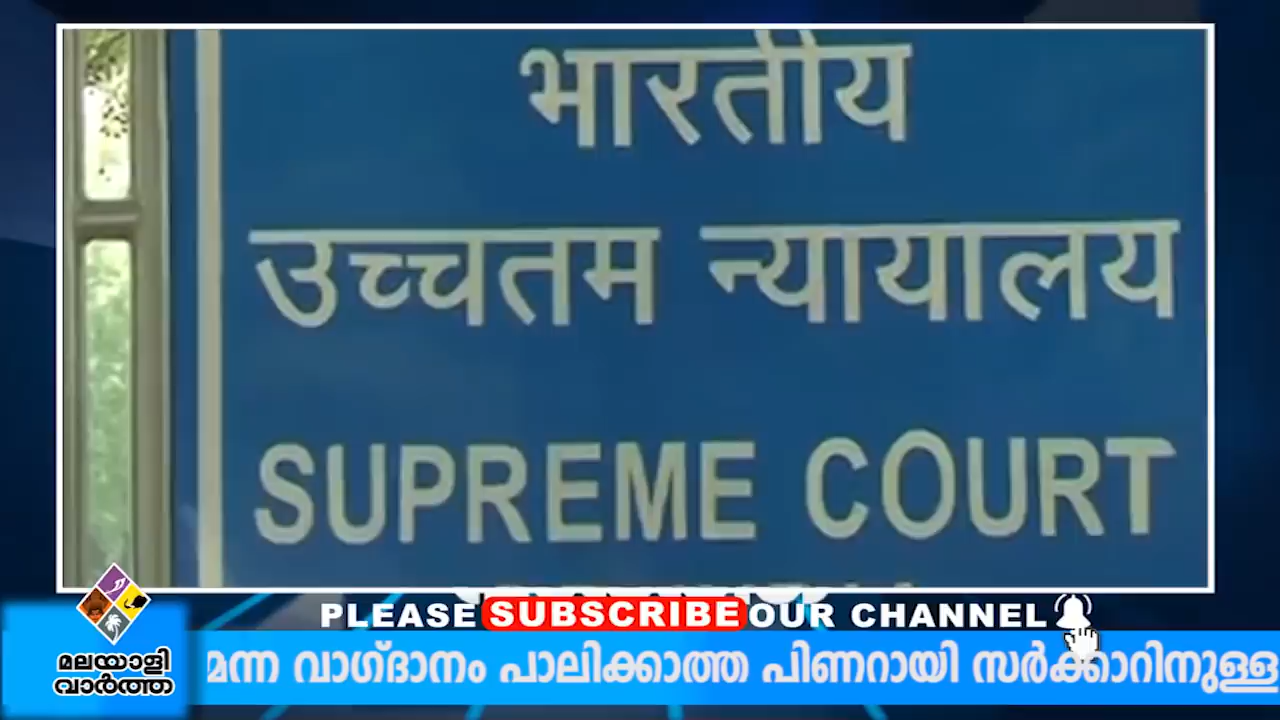 भारतीय
उच्चतम न्यायालय
SUPREME COURT
PLEASE SUBSCRIBE OUR CHANNEL
മലയാളി
വാർത്ത
മെന്ന വാഗ്ദാനം പാലിക്കാത്ത പിണറായി സർക്കാറിനുള്ള